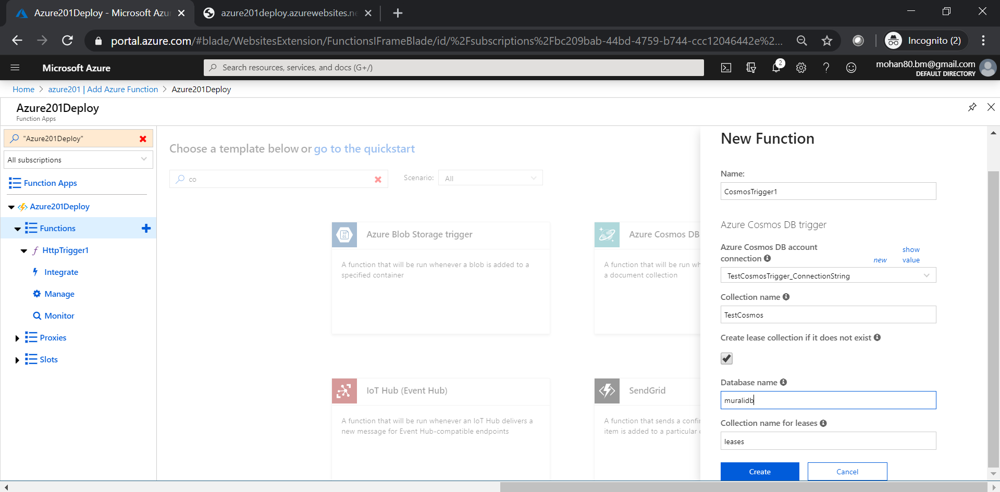 Azure201Deploy - Microsoft Azu
azure201deploy.azurewebsites.ne
portal.azure.com/#blade/WebsitesExtension/FunctionsIFrameBlade/id/%2Fsubscriptions%2Fbc209bab-44bd-4759-b744-ccc12046442e%2...
Incognito (2)
Microsoft Azure
Search resources, services, and docs (G+/)
2
mohan80.bm@gmail.com
DEFAULT DIRECTORY
Home > azure201 | Add Azure Function > Azure201Deploy
Azure201Deploy
Function Apps
"Azure201Deploy"
All subscriptions
Function Apps
Azure201Deploy
Functions
HttpTrigger1
Integrate
Manage
Monitor
Proxies
Slots
Choose a template below or go to the quickstart
co
Scenario:
All
Azure Blob Storage trigger
A function that will be run whenever a blob is added to a
specified container
Azure Cosmos DB
A function that will be run wh
a document collection
IoT Hub (Event Hub)
A function that will be run whenever an IoT Hub delivers a
new message for Event Hub-compatible endpoints
SendGrid
A function that sends a confi
item is added to a particular
New Function
Name:
CosmosTrigger1
Azure Cosmos DB trigger
Azure Cosmos DB account
connection
new
show
value
TestCosmosTrigger_ConnectionString
Collection name
TestCosmos
Create lease collection if it does not exist
Database name
muralidb
Collection name for leases
leases
Create
Cancel